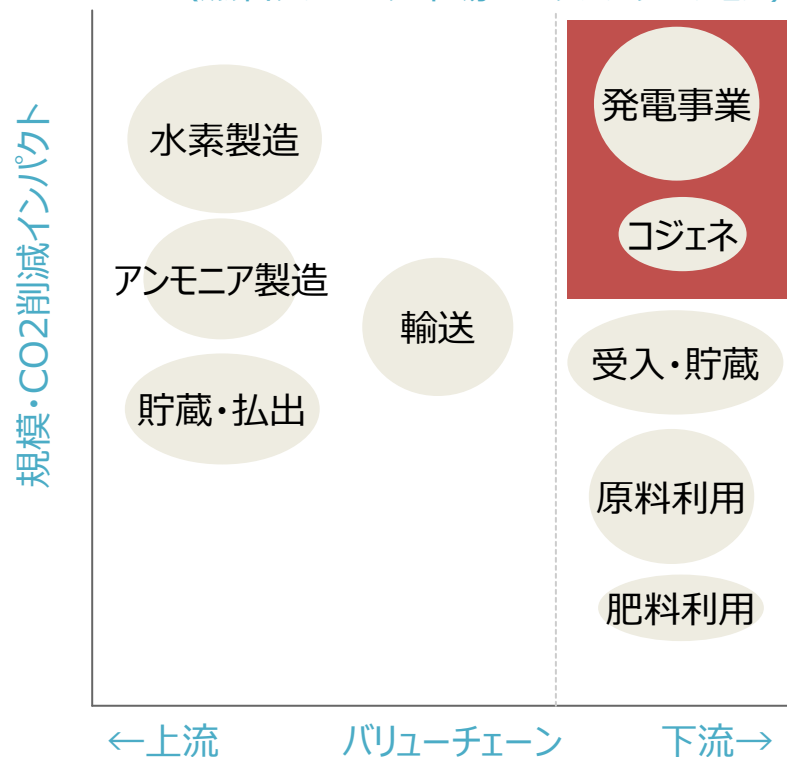 規模・CO2削減インパクト
水素製造
アンモニア製造
貯蔵・払出
輸送
発電事業
コジェネ
受入・貯蔵
原料利用
肥料利用
←上流
バリューチェーン
下流→